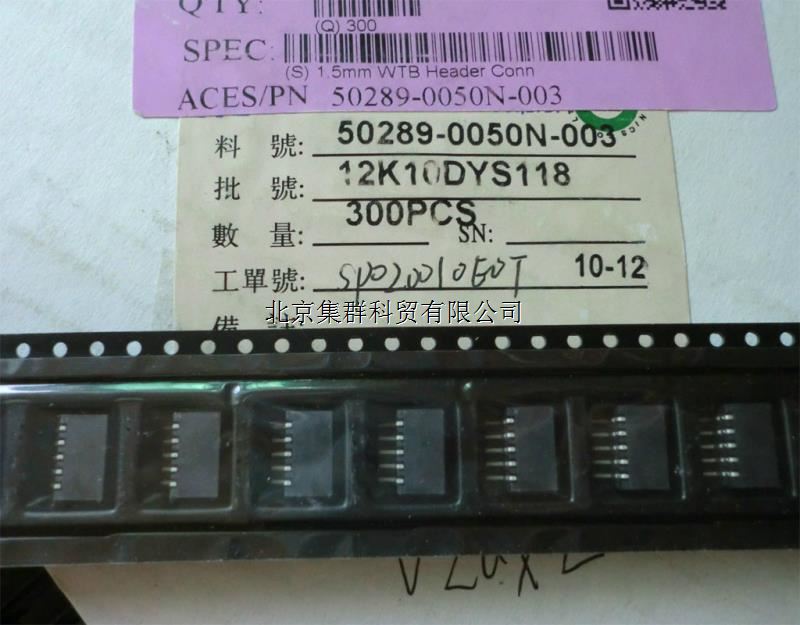 QTY:
(Q) 300
SPEC:
(S) 1.5mm WTB Header Conn
ACES/PN 50289-0050N-003
料 號: 50289-0050N-003
批 號: 12K10DYS118
數 量: 300PCS SN:
工單號: 10-12
北京集群科贸有限公司
備 註: